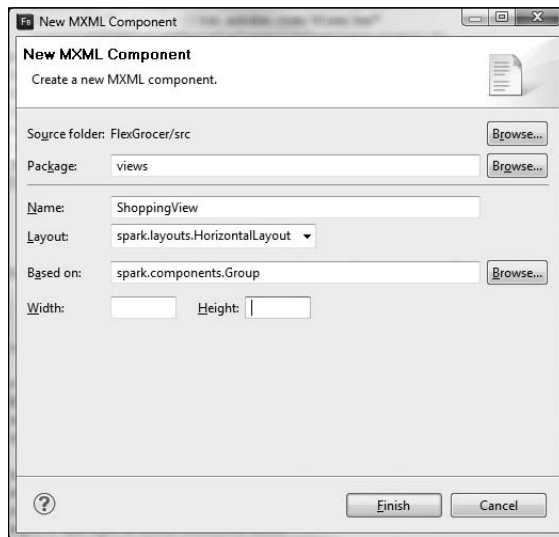 Fb New MXML Component
New MXML Component
Create a new MXML component.
Source folder: FlexGrocer/src Browse...
Package: views Browse...
Name: ShoppingView
Layout: spark.layouts.HorizontalLayout
Based on: spark.components.Group Browse...
Width: Height:
? Finish Cancel